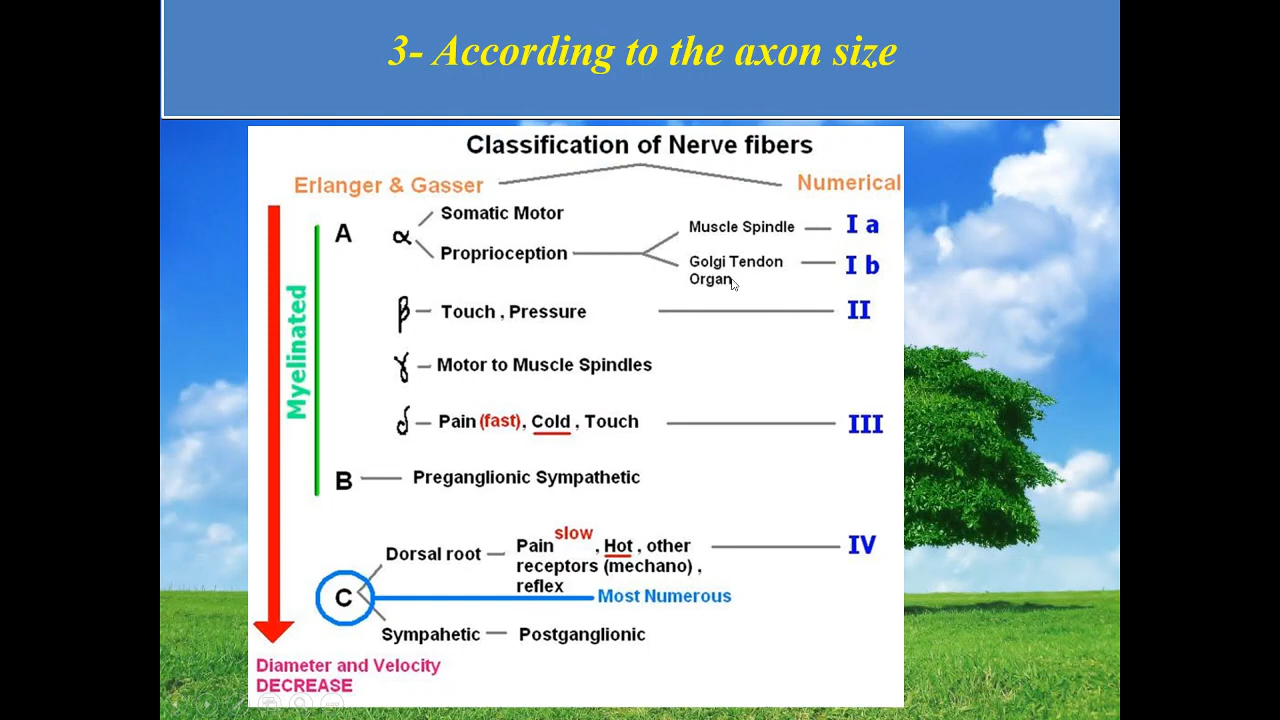 3- According to the axon size
Classification of Nerve fibers
Erlanger & Gasser
Numerical
A
α
Somatic Motor
Proprioception
Muscle Spindle
I a
Golgi Tendon
Organ
I b
β
Touch , Pressure
II
Myelinated
γ
Motor to Muscle Spindles
δ
Pain (fast) , Cold , Touch
III
B
Preganglionic Sympathetic
C
Dorsal root
slow
Pain , Hot , other
receptors (mechano) ,
reflex
IV
Most Numerous
Sympahetic
Postganglionic
Diameter and Velocity
DECREASE